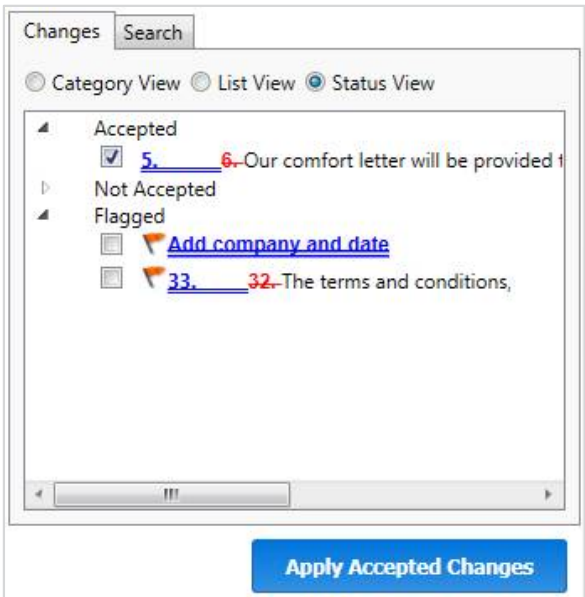 Changes Search
Category View List View Status View
Accepted
5. 6. Our comfort letter will be provided
Not Accepted
Flagged
Add company and date
33. 32. The terms and conditions,
Apply Accepted Changes